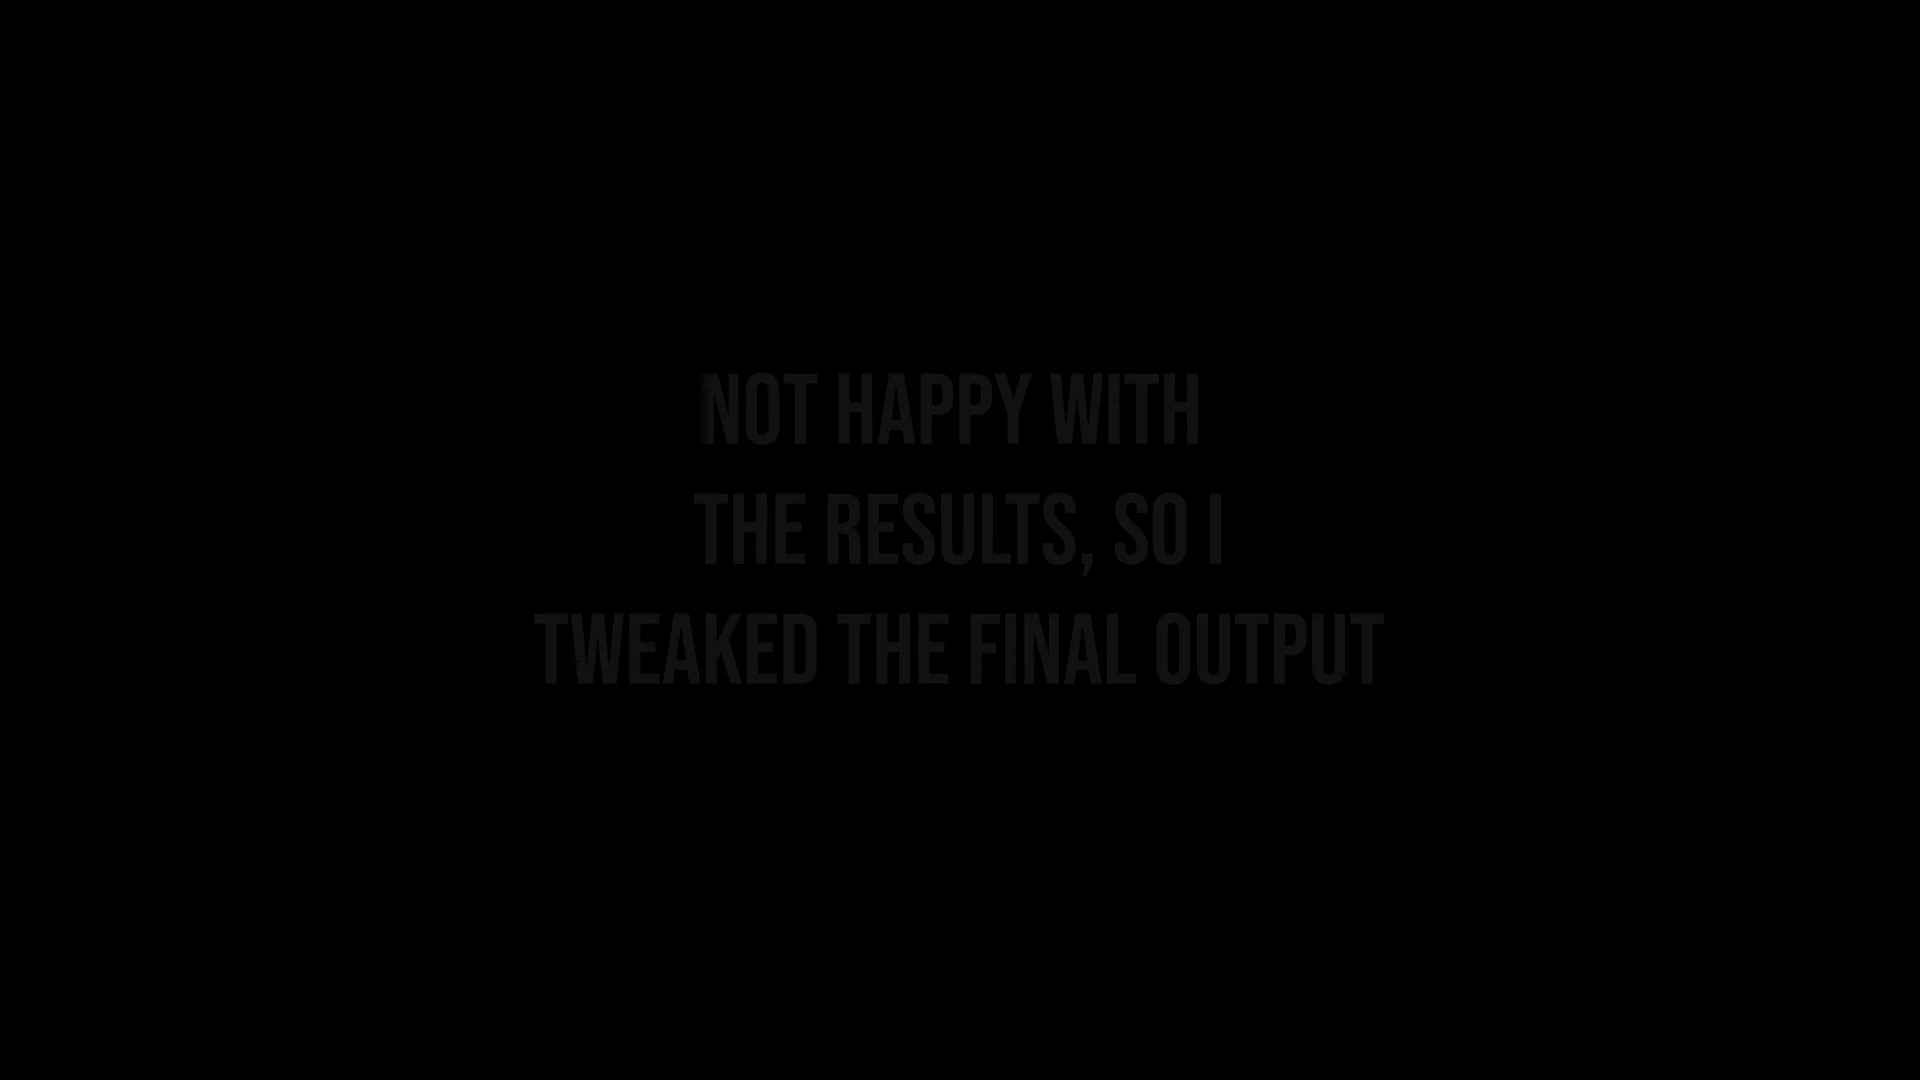 NOT HAPPY WITH
THE RESULTS, SO I
TWEAKED THE FINAL OUTPUT